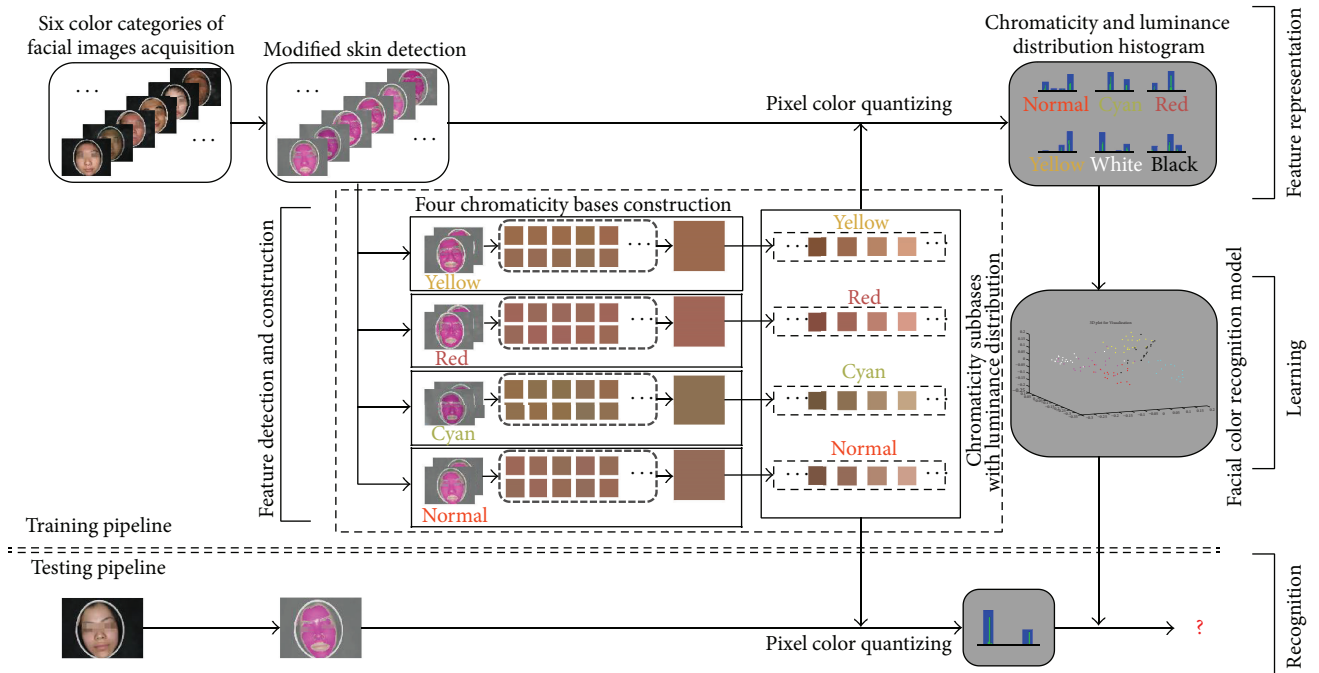 Six color categories of
facial images acquisition
Modified skin detection
Chromaticity and luminance
distribution histogram
Pixel color quantizing
Normal Cyan Red
Yellow White Black
Feature representation
Four chromaticity bases construction
Yellow
Red
Cyan
Normal
Feature detection and construction
Yellow
Red
Cyan
Normal
Chromaticity subbases
with luminance distribution
Facial color recognition model
Learning
Training pipeline
Testing pipeline
Pixel color quantizing
?
Recognition